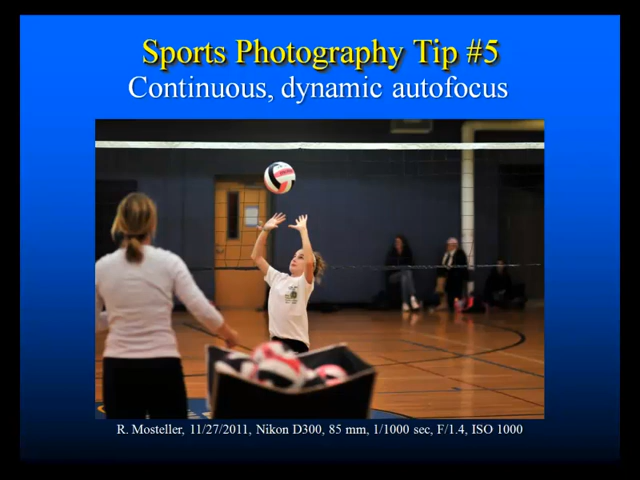 Sports Photography Tip #5
Continuous, dynamic autofocus
R. Mosteller, 11/27/2011, Nikon D300, 85 mm, 1/1000 sec, F/1.4, ISO 1000